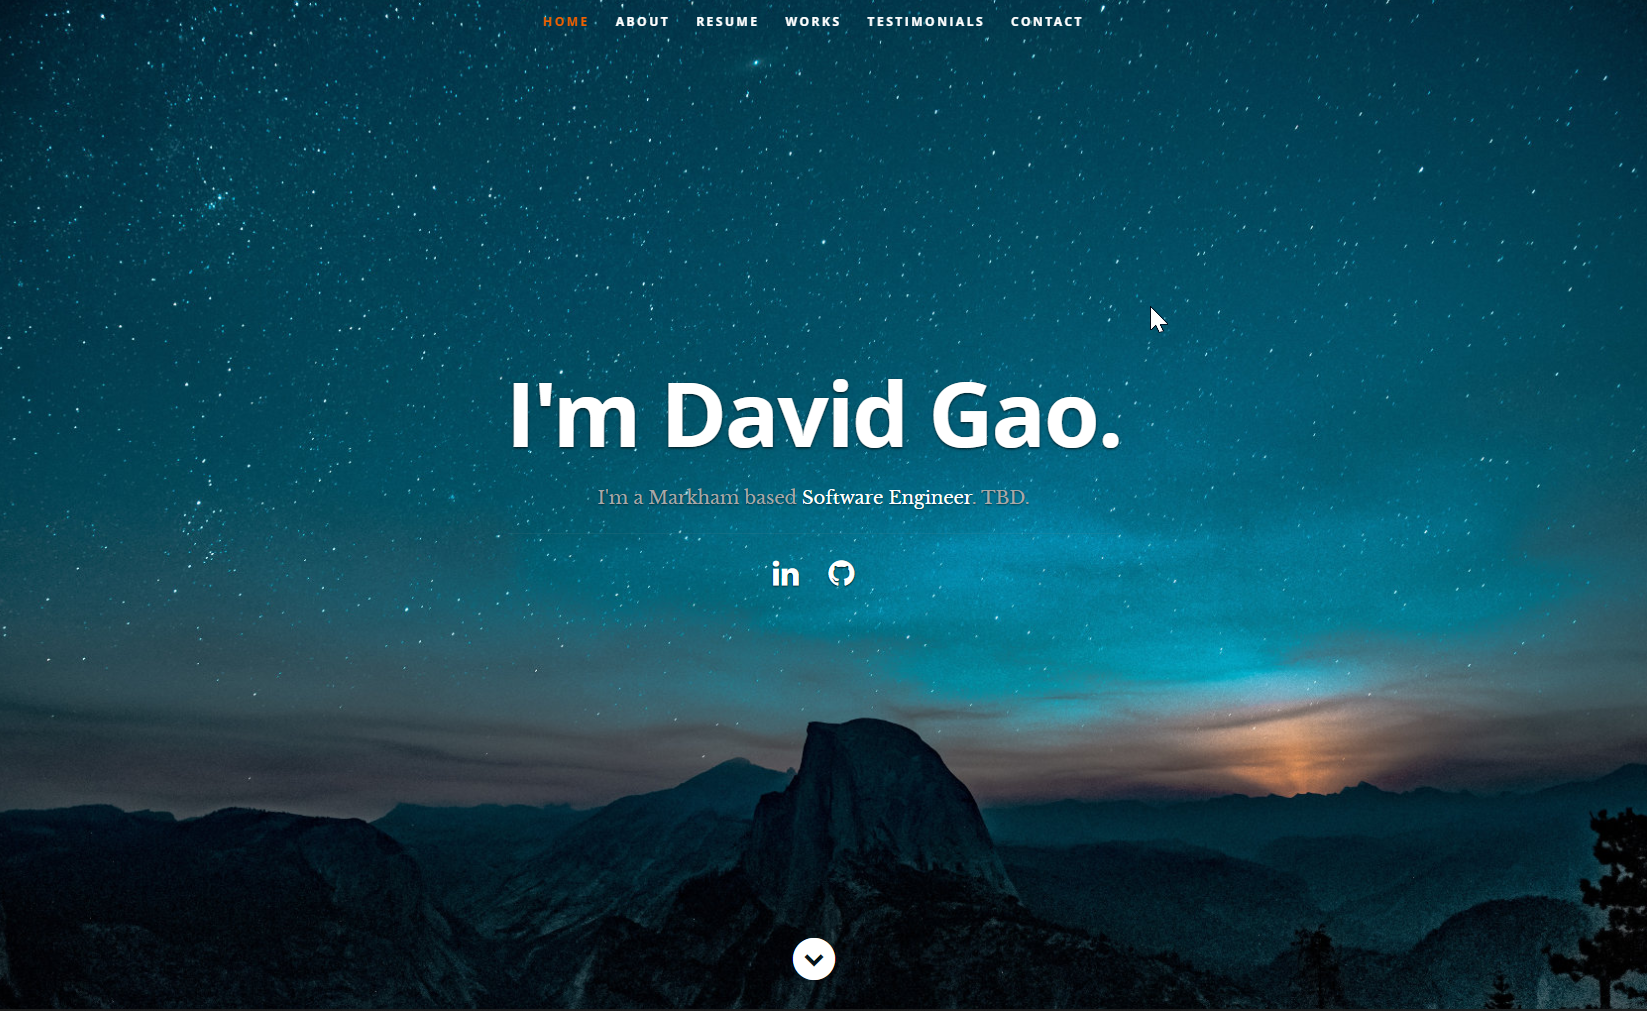 HOME ABOUT RESUME WORKS TESTIMONIALS CONTACT
I'm David Gao.
I'm a Markham based Software Engineer. TBD.
in